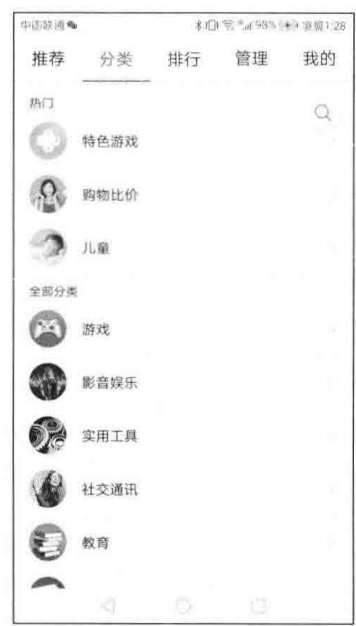 中国联通
98% 凌晨1:28
推荐 分类 排行 管理 我的
热门
特色游戏
购物比价
儿童
全部分类
游戏
影音娱乐
实用工具
社交通讯
教育